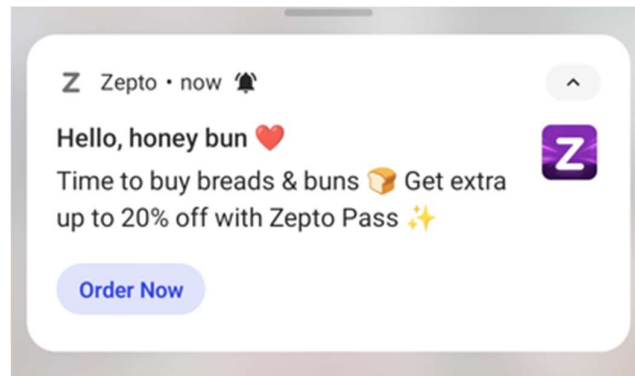 Z Zepto • now
Hello, honey bun ❤️
Time to buy breads & buns 🍞 Get extra
up to 20% off with Zepto Pass ✨
Z
Order Now